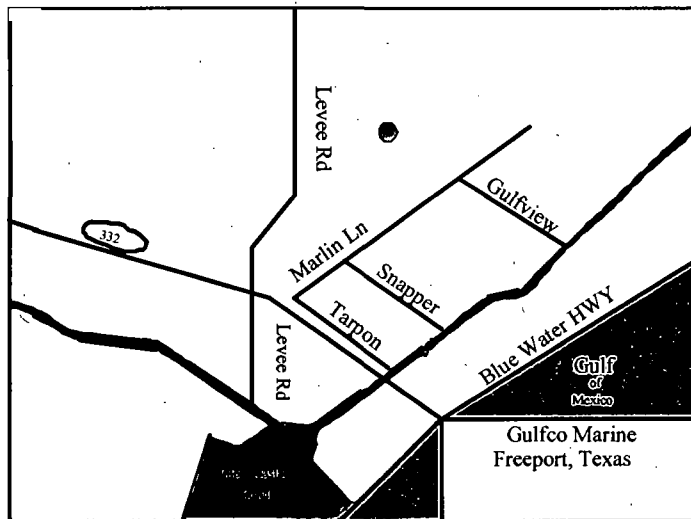 Levee Rd
332
Marlin Ln
Gulfview
Snapper
Tarpon
Levee Rd
Blue Water HWY
Gulf
of
Mexico
Gulfco Marine
Freeport, Texas